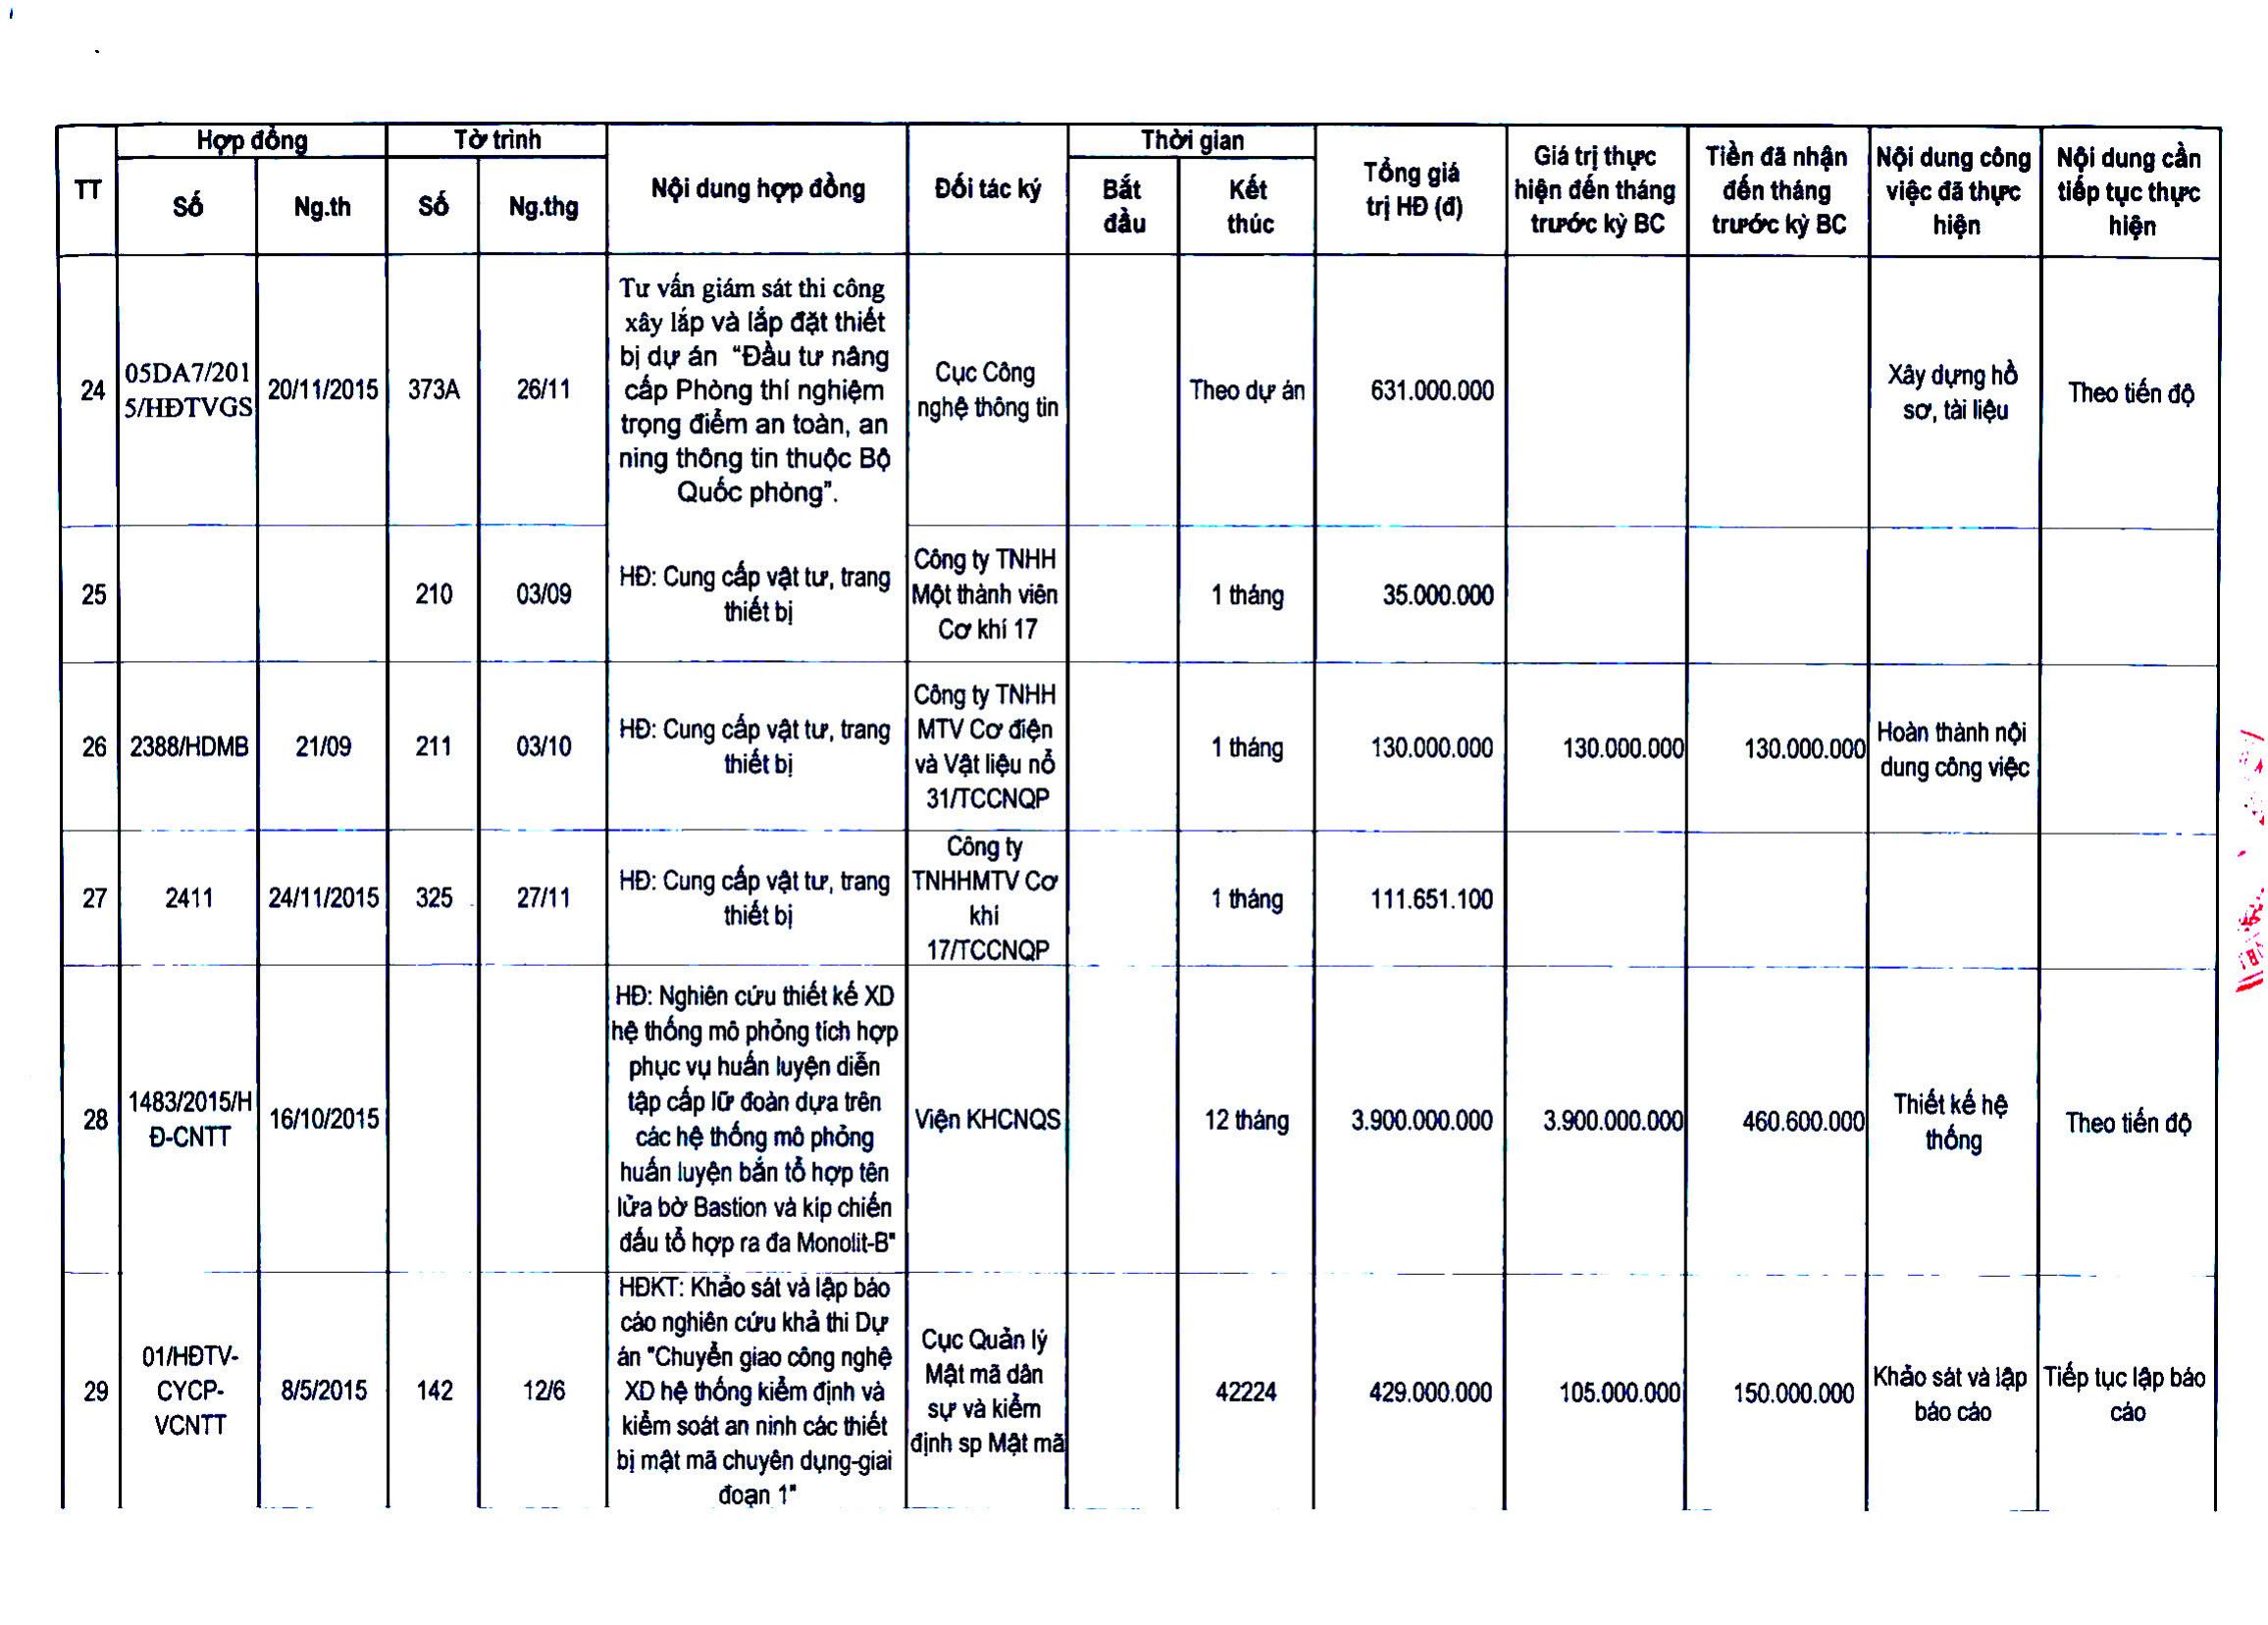 TT
Hợp đồng
Tờ trình
Nội dung hợp đồng
Đối tác ký
Thời gian
Tổng giá
trị HĐ (đ)
Giá trị thực
hiện đến tháng
trước kỳ BC
Tiền đã nhận
đến tháng
trước kỳ BC
Nội dung công
việc đã thực
hiện
Nội dung cần
tiếp tục thực
hiện
Số
Ng.th
Số
Ng.thg
Bắt
đầu
Kết
thúc
24
05DA7/201
5/HĐTVGS
20/11/2015
373A
26/11
Tư vấn giám sát thi công
xây lắp và lắp đặt thiết
bị dự án “Đầu tư nâng
cấp Phòng thí nghiệm
trọng điểm an toàn, an
ning thông tin thuộc Bộ
Quốc phòng”.
Cục Công
nghệ thông tin
Theo dự án
631.000.000
Xây dựng hồ
sơ, tài liệu
Theo tiến độ
25
210
03/09
HĐ: Cung cấp vật tư, trang
thiết bị
Công ty TNHH
Một thành viên
Cơ khí 17
1 tháng
35.000.000
26
2388/HDMB
21/09
211
03/10
HĐ: Cung cấp vật tư, trang
thiết bị
Công ty TNHH
MTV Cơ điện
và Vật liệu nổ
31/TCCNQP
1 tháng
130.000.000
130.000.000
130.000.000
Hoàn thành nội
dung công việc
27
2411
24/11/2015
325
27/11
HĐ: Cung cấp vật tư, trang
thiết bị
Công ty
TNHHMTV Cơ
khí
17/TCCNQP
1 tháng
111.651.100
28
1483/2015/H
Đ-CNTT
16/10/2015
HĐ: Nghiên cứu thiết kế XD
hệ thống mô phỏng tích hợp
phục vụ huấn luyện diễn
tập cấp lữ đoàn dựa trên
các hệ thống mô phỏng
huấn luyện bắn tổ hợp tên
lửa bờ Bastion và kíp chiến
đấu tổ hợp ra đa Monolit-B"
Viện KHCNQS
12 tháng
3.900.000.000
3.900.000.000
460.600.000
Thiết kế hệ
thống
Theo tiến độ
29
01/HĐTV-
CYCP-
VCNTT
8/5/2015
142
12/6
HĐKT: Khảo sát và lập báo
cáo nghiên cứu khả thi Dự
án "Chuyển giao công nghệ
XD hệ thống kiểm định và
kiểm soát an ninh các thiết
bị mật mã chuyên dụng-giai
đoạn 1"
Cục Quản lý
Mật mã dân
sự và kiểm
định sp Mật mã
42224
429.000.000
105.000.000
150.000.000
Khảo sát và lập
báo cáo
Tiếp tục lập báo
cáo